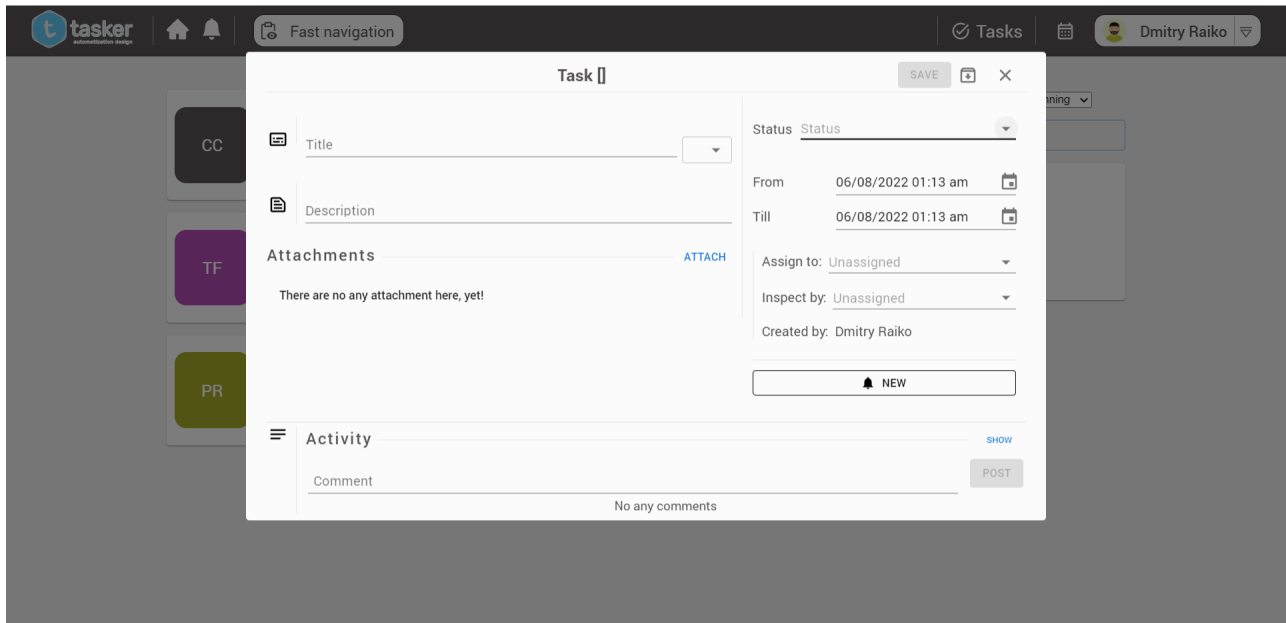 tasker
automatization design
Fast navigation
Tasks
Dmitry Raiko
Task []
SAVE
nning
CC
TF
PR
Title
Description
Attachments
ATTACH
There are no any attachment here, yet!
Status Status
From 06/08/2022 01:13 am
Till 06/08/2022 01:13 am
Assign to: Unassigned
Inspect by: Unassigned
Created by: Dmitry Raiko
NEW
Activity
SHOW
Comment
POST
No any comments